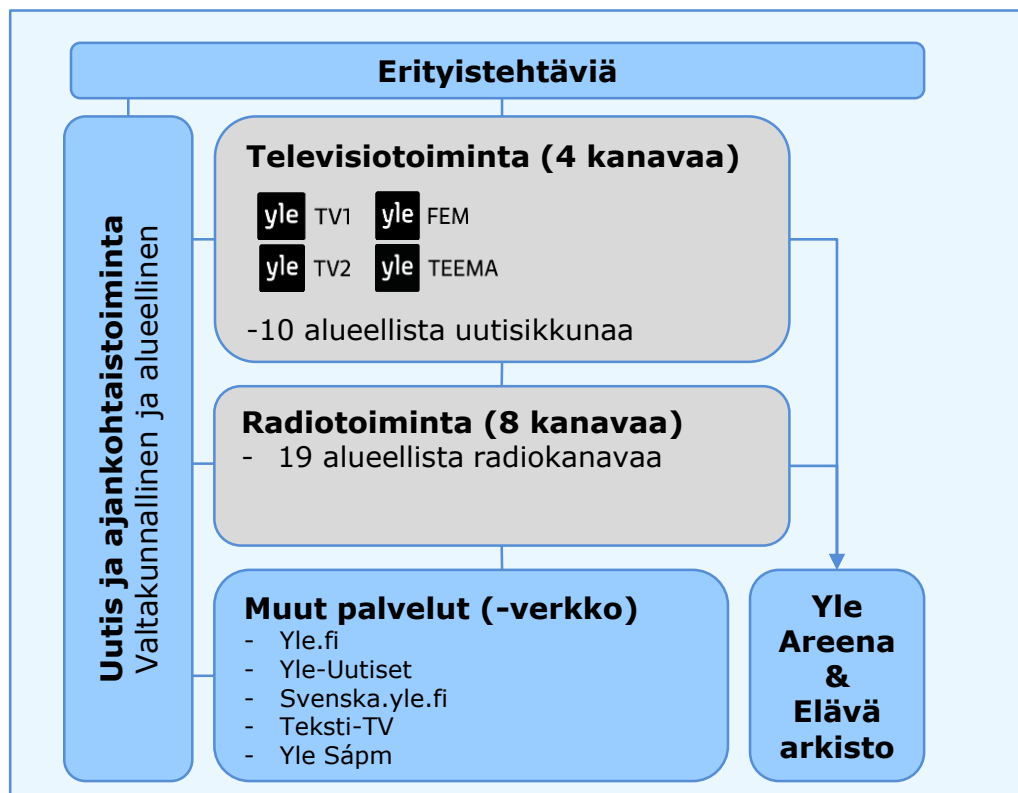 Erityistehtäviä
Uutis ja ajankohtaistoiminta
Valtakunnallinen ja alueellinen
Televisiotoiminta (4 kanavaa)
yle TV1 yle FEM
yle TV2 yle TEEMA
-10 alueellista uutisikkunaa
Radiotoiminta (8 kanavaa)
- 19 alueellista radiokanavaa
Muut palvelut (-verkko)
- Yle.fi
- Yle-Uutiset
- Svenska.yle.fi
- Teksti-TV
- Yle Sápm
Yle
Areena
&
Elävä
arkisto